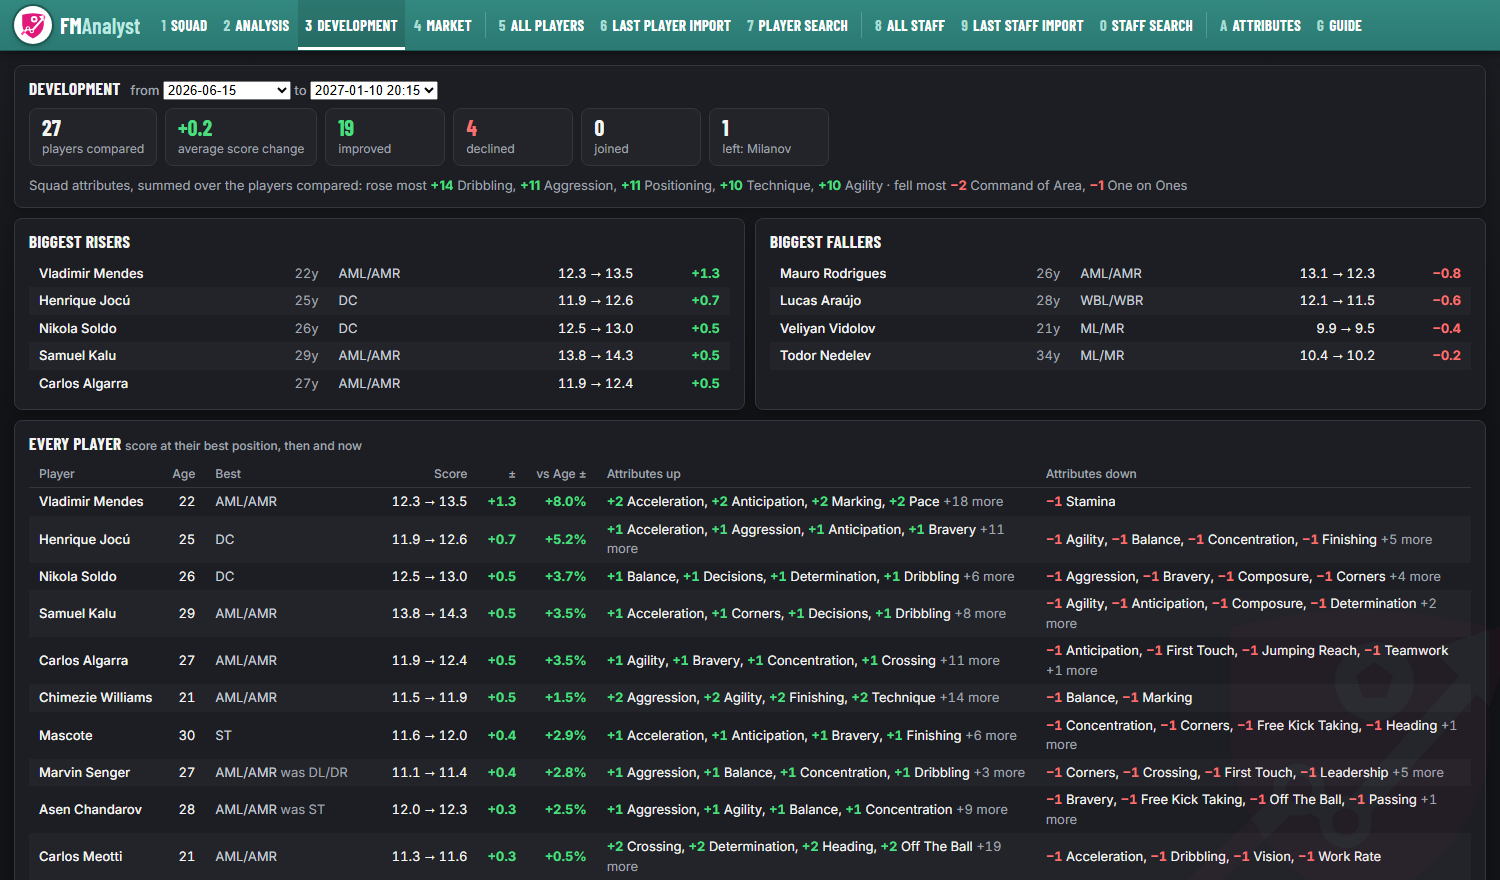 FMAnalyst 1 SQUAD 2 ANALYSIS 3 DEVELOPMENT 4 MARKET 5 ALL PLAYERS 6 LAST PLAYER IMPORT 7 PLAYER SEARCH 8 ALL STAFF 9 LAST STAFF IMPORT 0 STAFF SEARCH A ATTRIBUTES G GUIDE
DEVELOPMENT from 2026-06-15 to 2027-01-10 20:15
27 +0.2 19 4 0 1
players compared average score change improved declined joined left: Milanov
Squad attributes, summed over the players compared: rose most +14 Dribbling, +11 Aggression, +11 Positioning, +10 Technique, +10 Agility · fell most −2 Command of Area, −1 One on Ones
BIGGEST RISERS
Vladimir Mendes 22y AML/AMR 12.3 → 13.5 +1.3
Henrique Jocú 25y DC 11.9 → 12.6 +0.7
Nikola Soldo 26y DC 12.5 → 13.0 +0.5
Samuel Kalu 29y AML/AMR 13.8 → 14.3 +0.5
Carlos Algarra 27y AML/AMR 11.9 → 12.4 +0.5
BIGGEST FALLERS
Mauro Rodrigues 26y AML/AMR 13.1 → 12.3 −0.8
Lucas Araújo 28y WBL/WBR 12.1 → 11.5 −0.6
Veliyan Vidolov 21y ML/MR 9.9 → 9.5 −0.4
Todor Nedelev 34y ML/MR 10.4 → 10.2 −0.2
EVERY PLAYER score at their best position, then and now
Player Age Best Score ± vs Age ± Attributes up Attributes down
Vladimir Mendes 22 AML/AMR 12.3 → 13.5 +1.3 +8.0% +2 Acceleration, +2 Anticipation, +2 Marking, +2 Pace +18 more −1 Stamina
Henrique Jocú 25 DC 11.9 → 12.6 +0.7 +5.2% +1 Acceleration, +1 Aggression, +1 Anticipation, +1 Bravery +11
more −1 Agility, −1 Balance, −1 Concentration, −1 Finishing +5 more
Nikola Soldo 26 DC 12.5 → 13.0 +0.5 +3.7% +1 Balance, +1 Decisions, +1 Determination, +1 Dribbling +6 more −1 Aggression, −1 Bravery, −1 Composure, −1 Corners +4 more
Samuel Kalu 29 AML/AMR 13.8 → 14.3 +0.5 +3.5% +1 Acceleration, +1 Corners, +1 Decisions, +1 Dribbling +8 more −1 Agility, −1 Anticipation, −1 Composure, −1 Determination +2
more
Carlos Algarra 27 AML/AMR 11.9 → 12.4 +0.5 +3.5% +1 Agility, +1 Bravery, +1 Concentration, +1 Crossing +11 more −1 Anticipation, −1 First Touch, −1 Jumping Reach, −1 Teamwork
+1 more
Chimezie Williams 21 AML/AMR 11.5 → 11.9 +0.5 +1.5% +2 Aggression, +2 Agility, +2 Finishing, +2 Technique +14 more −1 Balance, −1 Marking
Mascote 30 ST 11.6 → 12.0 +0.4 +2.9% +1 Acceleration, +1 Anticipation, +1 Bravery, +1 Finishing +6 more −1 Concentration, −1 Corners, −1 Free Kick Taking, −1 Heading +1
more
Marvin Senger 27 AML/AMR was DL/DR 11.1 → 11.4 +0.4 +2.8% +1 Aggression, +1 Balance, +1 Concentration, +1 Dribbling +3 more −1 Corners, −1 Crossing, −1 First Touch, −1 Leadership +5 more
Asen Chandarov 28 AML/AMR was ST 12.0 → 12.3 +0.3 +2.5% +1 Aggression, +1 Agility, +1 Balance, +1 Concentration +9 more −1 Bravery, −1 Free Kick Taking, −1 Off The Ball, −1 Passing +1
more
Carlos Meotti 21 AML/AMR 11.3 → 11.6 +0.3 +0.5% +2 Crossing, +2 Determination, +2 Heading, +2 Off The Ball +19
more −1 Acceleration, −1 Dribbling, −1 Vision, −1 Work Rate